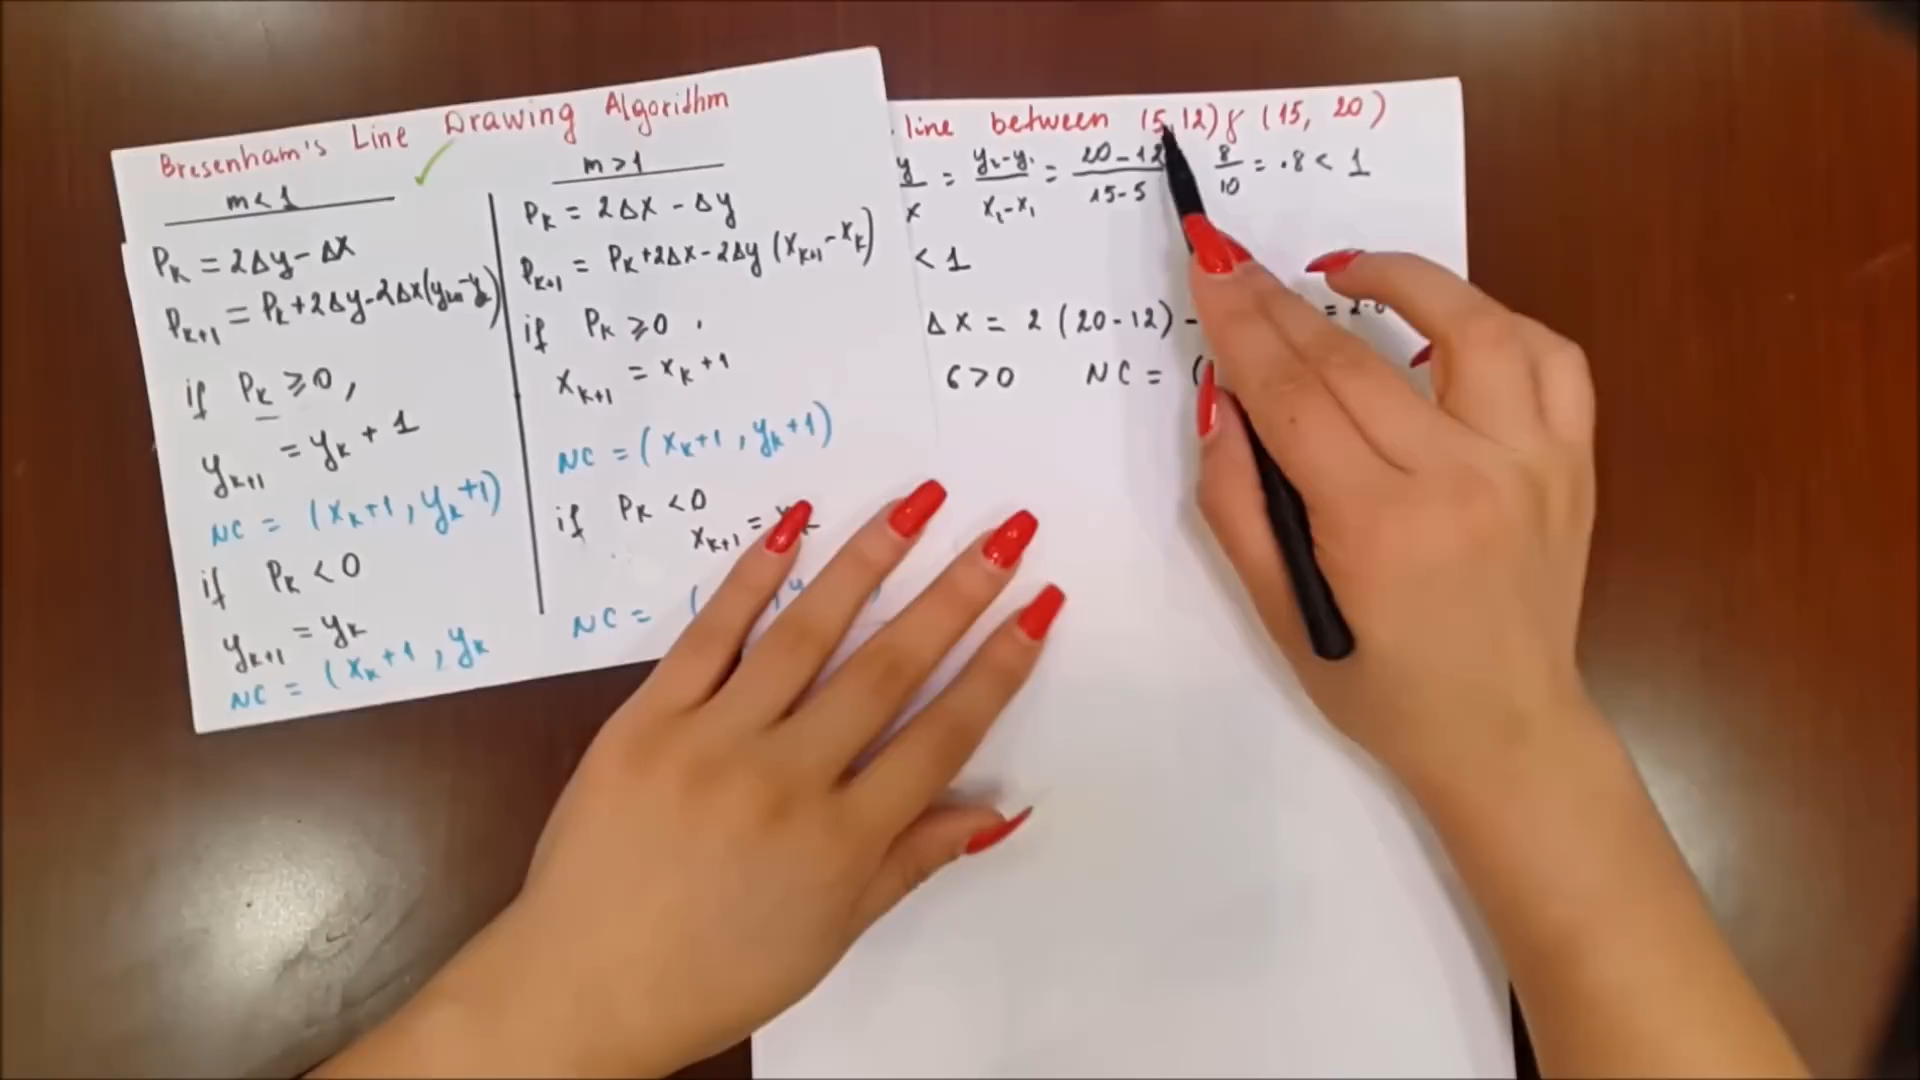 Bresenham's Line Drawing Algorithm
m < 1
Pₖ = 2Δy - Δx
Pₖ₊₁ = Pₖ + 2Δy - 2Δx (yₖ₊₁ - yₖ)
if Pₖ ≥ 0 ,
yₖ₊₁ = yₖ + 1
NC = (xₖ+1 , yₖ+1)
if Pₖ < 0
yₖ₊₁ = yₖ
NC = (xₖ+1 , yₖ
m > 1
Pₖ = 2Δx - Δy
Pₖ₊₁ = Pₖ + 2Δx - 2Δy (xₖ₊₁ - xₖ)
if Pₖ ≥ 0 ,
xₖ₊₁ = xₖ + 1
NC = (xₖ+1 , yₖ+1)
if Pₖ < 0
xₖ₊₁ =
NC = (
line between (5,12) & (15, 20)
y/x = y₂-y₁/x₂-x₁ = 20-12/15-5 8/10 = .8 < 1
< 1
Δx = 2 (20-12) -
6 > 0 NC = (